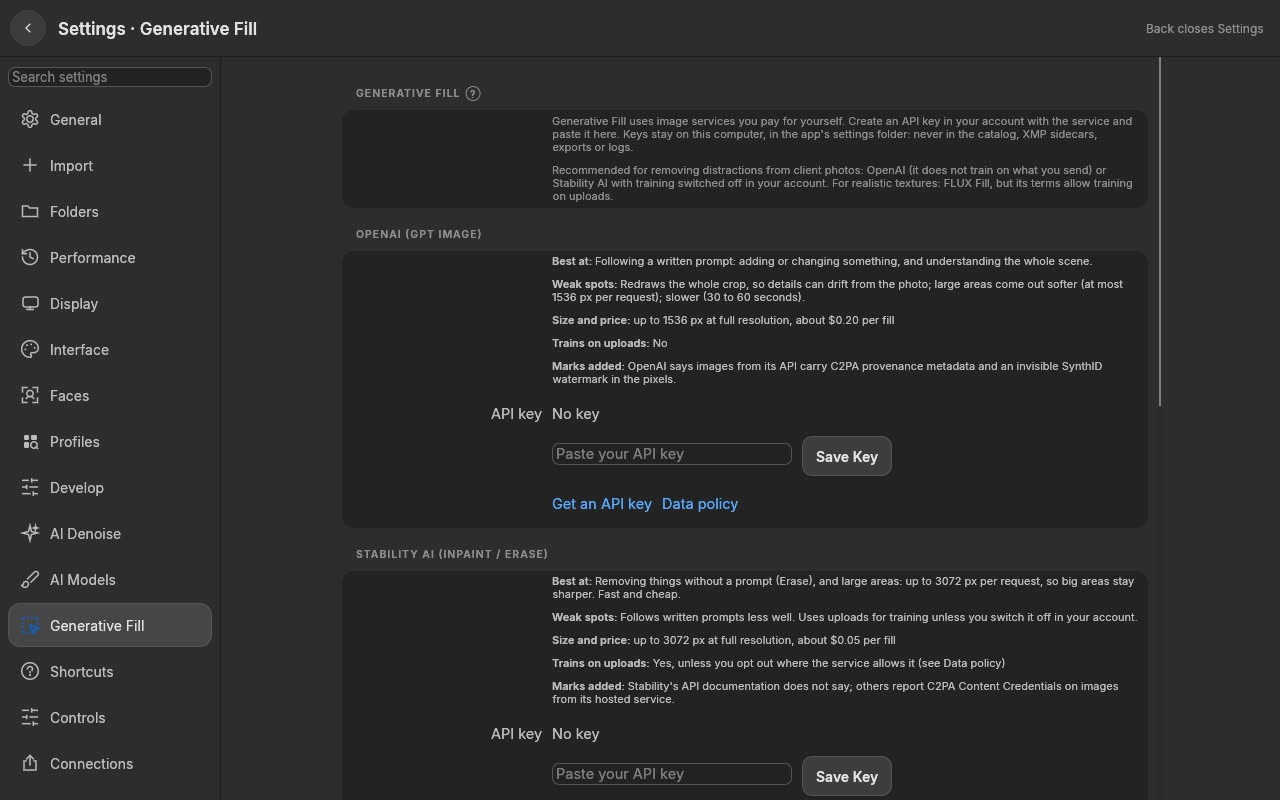 Settings · Generative Fill
Back closes Settings
Search settings
General
Import
Folders
Performance
Display
Interface
Faces
Profiles
Develop
AI Denoise
AI Models
Generative Fill
Shortcuts
Controls
Connections
GENERATIVE FILL ?
Generative Fill uses image services you pay for yourself. Create an API key in your account with the service and
paste it here. Keys stay on this computer, in the app's settings folder: never in the catalog, XMP sidecars,
exports or logs.
Recommended for removing distractions from client photos: OpenAI (it does not train on what you send) or
Stability AI with training switched off in your account. For realistic textures: FLUX Fill, but its terms allow training
on uploads.
OPENAI (GPT IMAGE)
Best at: Following a written prompt: adding or changing something, and understanding the whole scene.
Weak spots: Redraws the whole crop, so details can drift from the photo; large areas come out softer (at most
1536 px per request); slower (30 to 60 seconds).
Size and price: up to 1536 px at full resolution, about $0.20 per fill
Trains on uploads: No
Marks added: OpenAI says images from its API carry C2PA provenance metadata and an invisible SynthID
watermark in the pixels.
API key No key
Paste your API key Save Key
Get an API key Data policy
STABILITY AI (INPAINT / ERASE)
Best at: Removing things without a prompt (Erase), and large areas: up to 3072 px per request, so big areas stay
sharper. Fast and cheap.
Weak spots: Follows written prompts less well. Uses uploads for training unless you switch it off in your account.
Size and price: up to 3072 px at full resolution, about $0.05 per fill
Trains on uploads: Yes, unless you opt out where the service allows it (see Data policy)
Marks added: Stability's API documentation does not say; others report C2PA Content Credentials on images
from its hosted service.
API key No key
Paste your API key Save Key